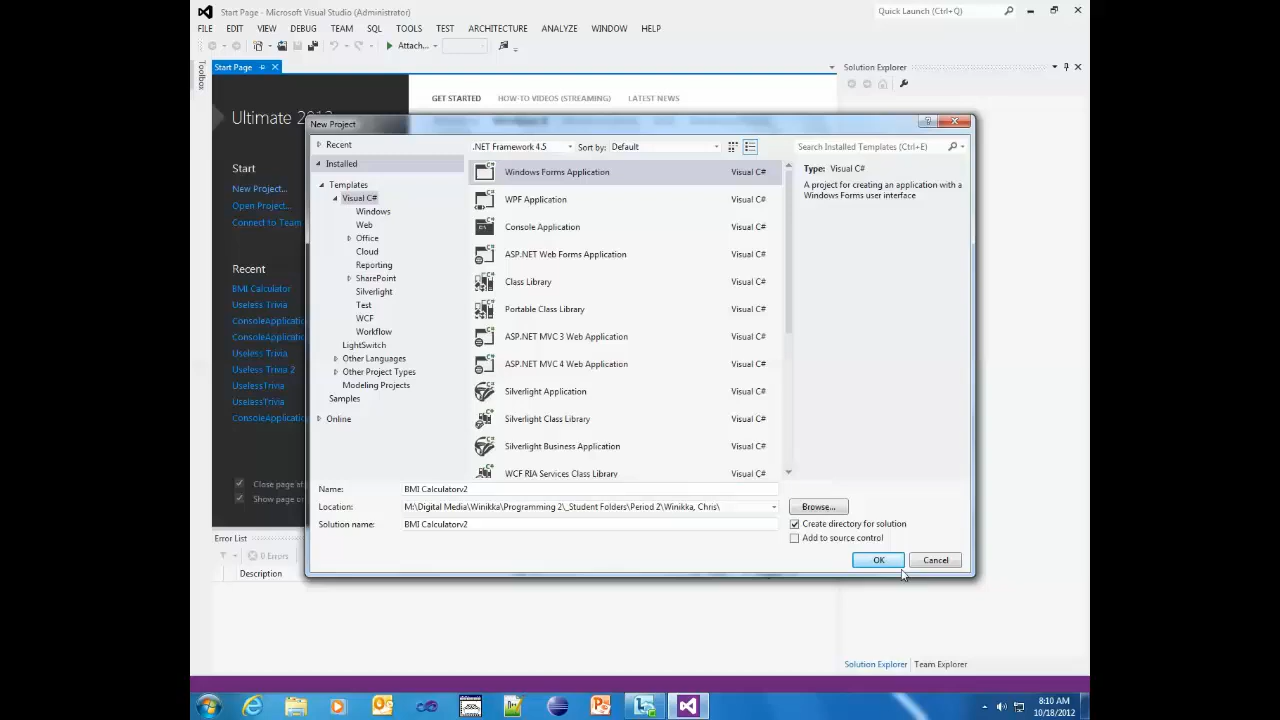 Start Page - Microsoft Visual Studio (Administrator)
Quick Launch (Ctrl+Q)
FILE EDIT VIEW DEBUG TEAM SQL TOOLS TEST ARCHITECTURE ANALYZE WINDOW HELP
Attach...
Toolbox
Start Page
Solution Explorer
GET STARTED HOW-TO VIDEOS (STREAMING) LATEST NEWS
Ultimate
Start
New Project...
Open Project...
Connect to Team
Recent
BMI Calculator
Useless Trivia
Useless Trivia
Useless Trivia 2
UselessTrivia
UselessTrivia
Close page
Show page
New Project
Recent
Installed
Templates
Visual C#
Windows
Web
Office
Cloud
Reporting
SharePoint
Silverlight
Test
WCF
Workflow
LightSwitch
Other Languages
Other Project Types
Modeling Projects
Samples
Online
.NET Framework 4.5
Sort by: Default
Search Installed Templates (Ctrl+E)
Windows Forms Application Visual C#
WPF Application Visual C#
Console Application Visual C#
ASP.NET Web Forms Application Visual C#
Class Library Visual C#
Portable Class Library Visual C#
ASP.NET MVC 3 Web Application Visual C#
ASP.NET MVC 4 Web Application Visual C#
Silverlight Application Visual C#
Silverlight Class Library Visual C#
Silverlight Business Application Visual C#
WCF RIA Services Class Library Visual C#
Type: Visual C#
A project for creating an application with a
Windows Forms user interface
Name: BMI Calculatorv2
Location: M:\Digital Media\Winikka\Programming 2\_Student Folders\Period 2\Winikka, Chris\
Browse...
Solution name: BMI Calculatorv2
Create directory for solution
Add to source control
OK Cancel
Error List
0 Errors
Description
Solution Explorer Team Explorer
8:10 AM
10/18/2012